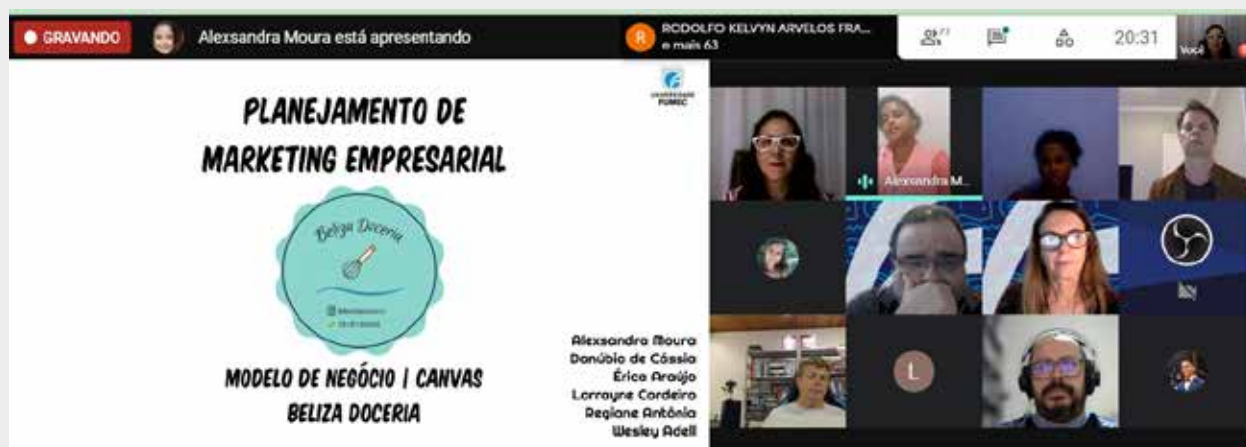 GRAVANDO
Alexsandra Moura está apresentando
R
RODOLFO KELVYN ARVELOS FRA...
e mais 63
20:31
Você
UNIVERSIDADE
FUMEC
PLANEJAMENTO DE
MARKETING EMPRESARIAL
Beliza Doceria
MODELO DE NEGÓCIO | CANVAS
BELIZA DOCERIA
Alexsandra Moura
Danúbio de Cássia
Érica Araújo
Lorrayne Cordeiro
Regiane Antônia
Wesley Adell
Alexsandra M...
L